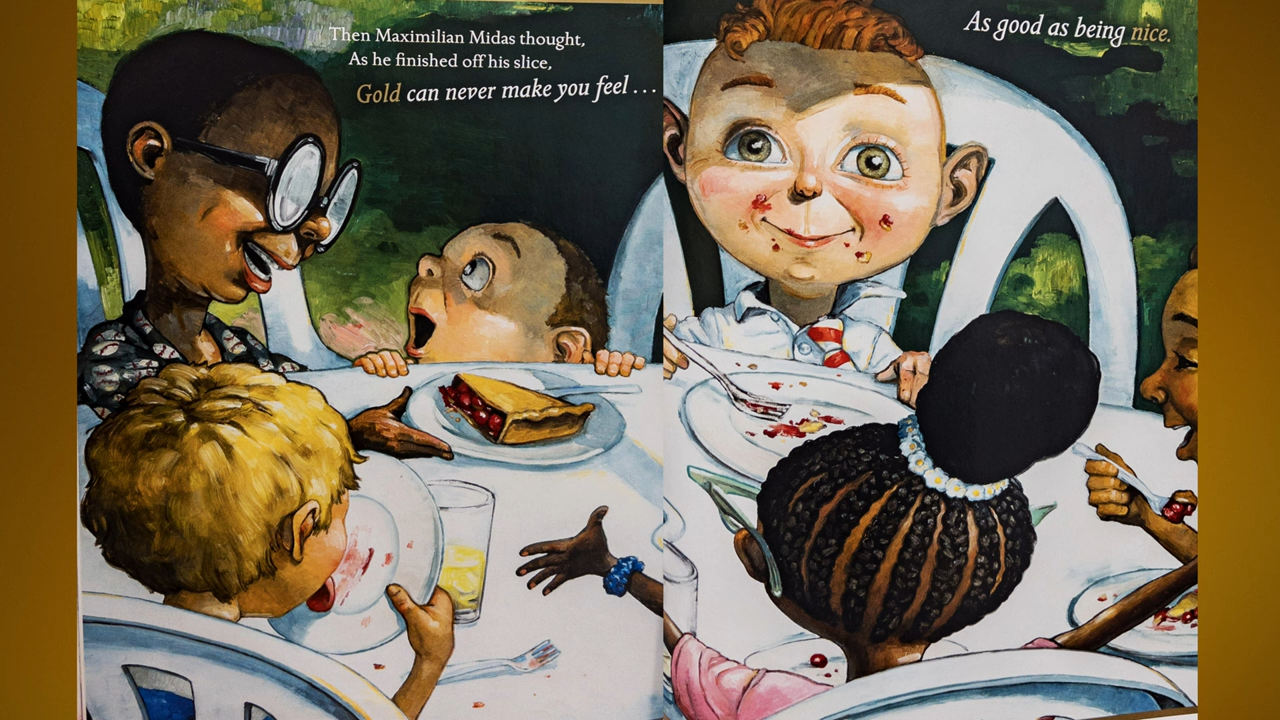 Then Maximilian Midas thought,
As he finished off his slice,
Gold can never make you feel . . .
As good as being nice.